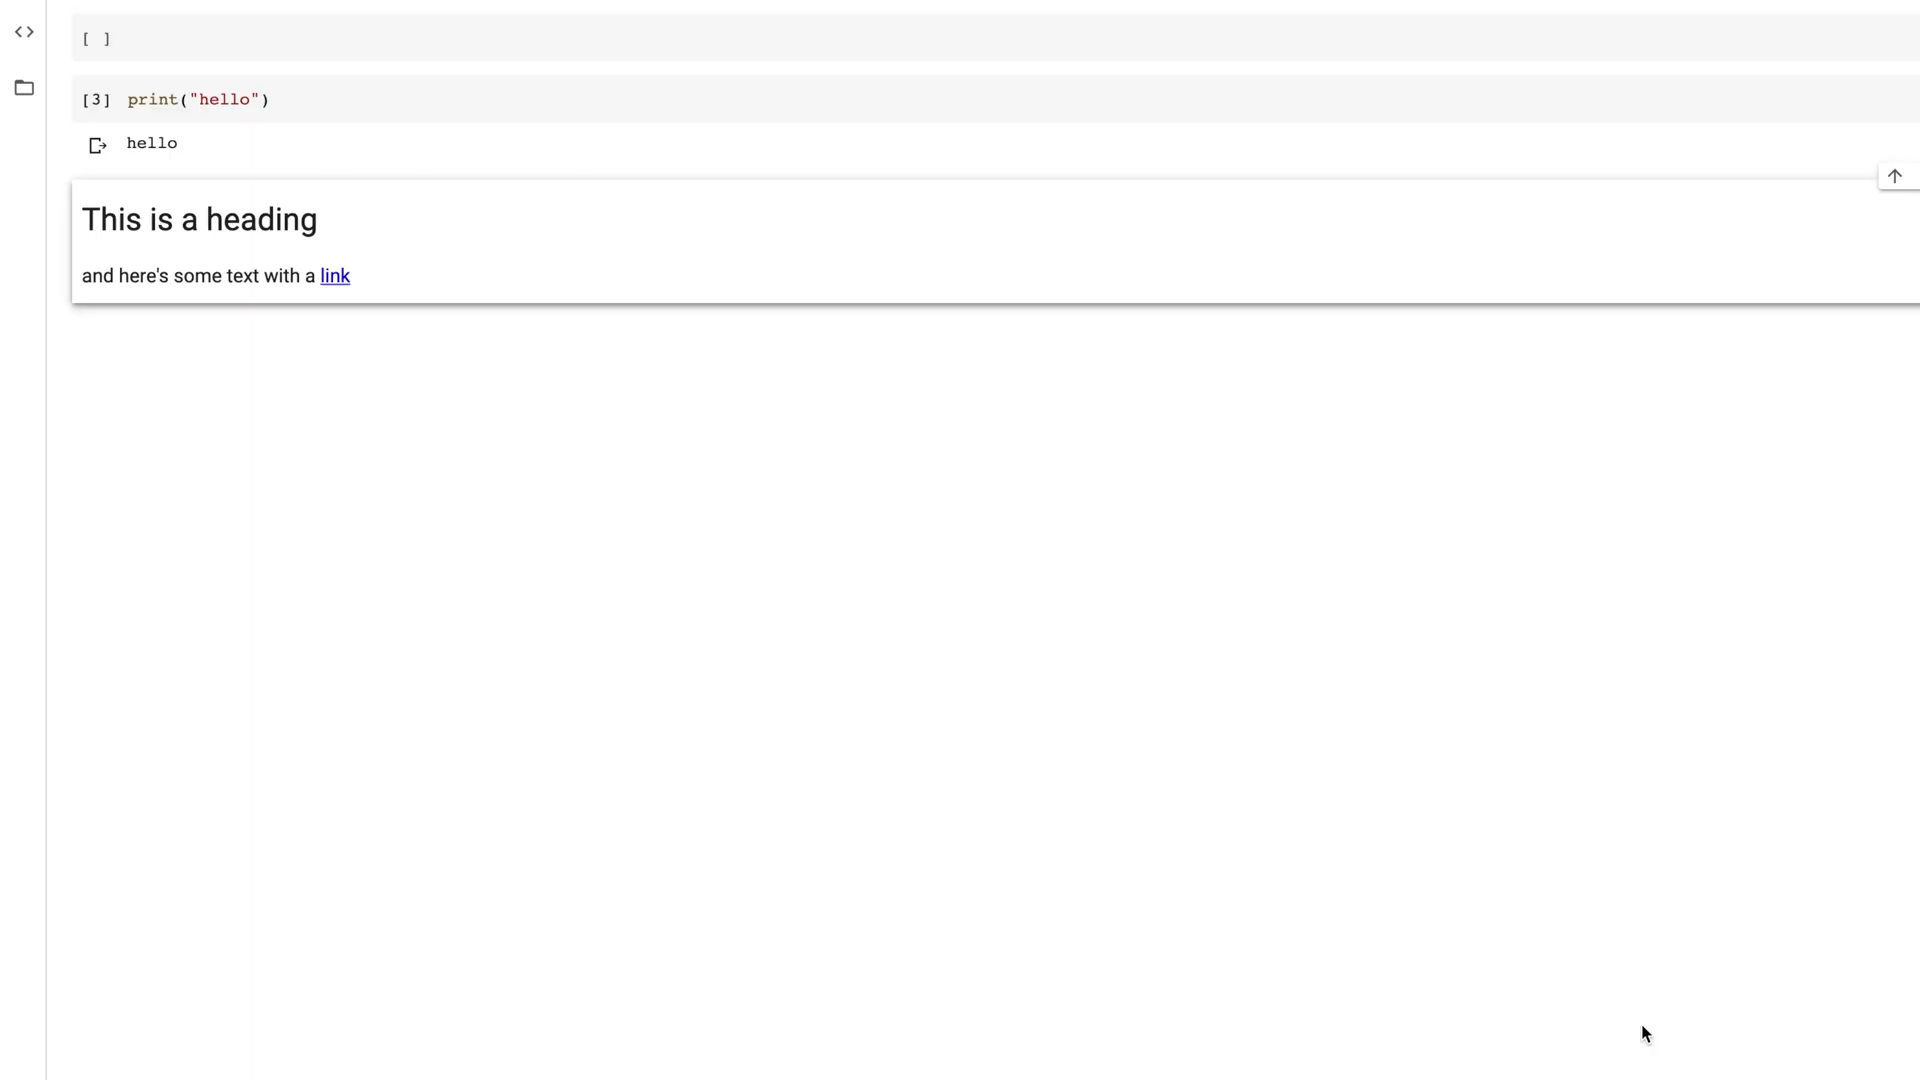 [ ]
[3] print("hello")
hello
This is a heading
and here's some text with a link